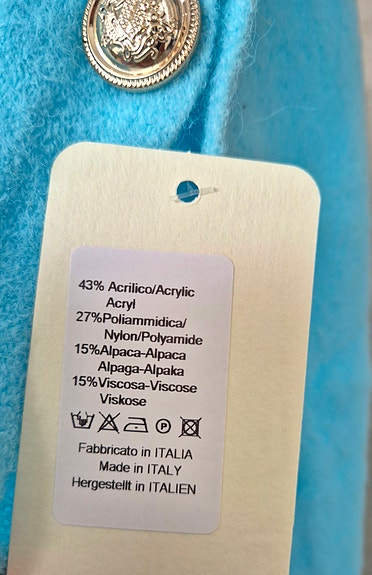 43% Acrilico/Acrylic
Acryl
27%Poliammidica/
Nylon/Polyamide
15%Alpaca-Alpaca
Alpaga-Alpaka
15%Viscosa-Viscose
Viskose
P
Fabbricato in ITALIA
Made in ITALY
Hergestellt in ITALIEN